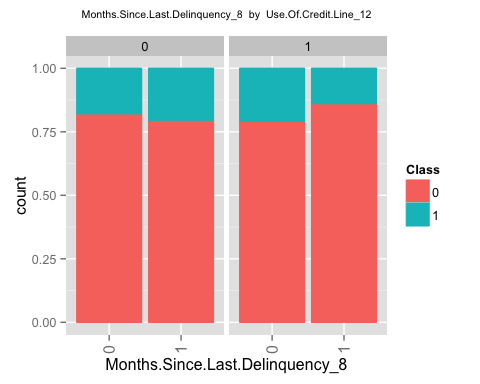 Months.Since.Last.Delinquency_8 by Use.Of.Credit.Line_12
0 1
1.00
0.75
0.50
0.25
0.00
count
0 1 0 1
Months.Since.Last.Delinquency_8
Class
0
1